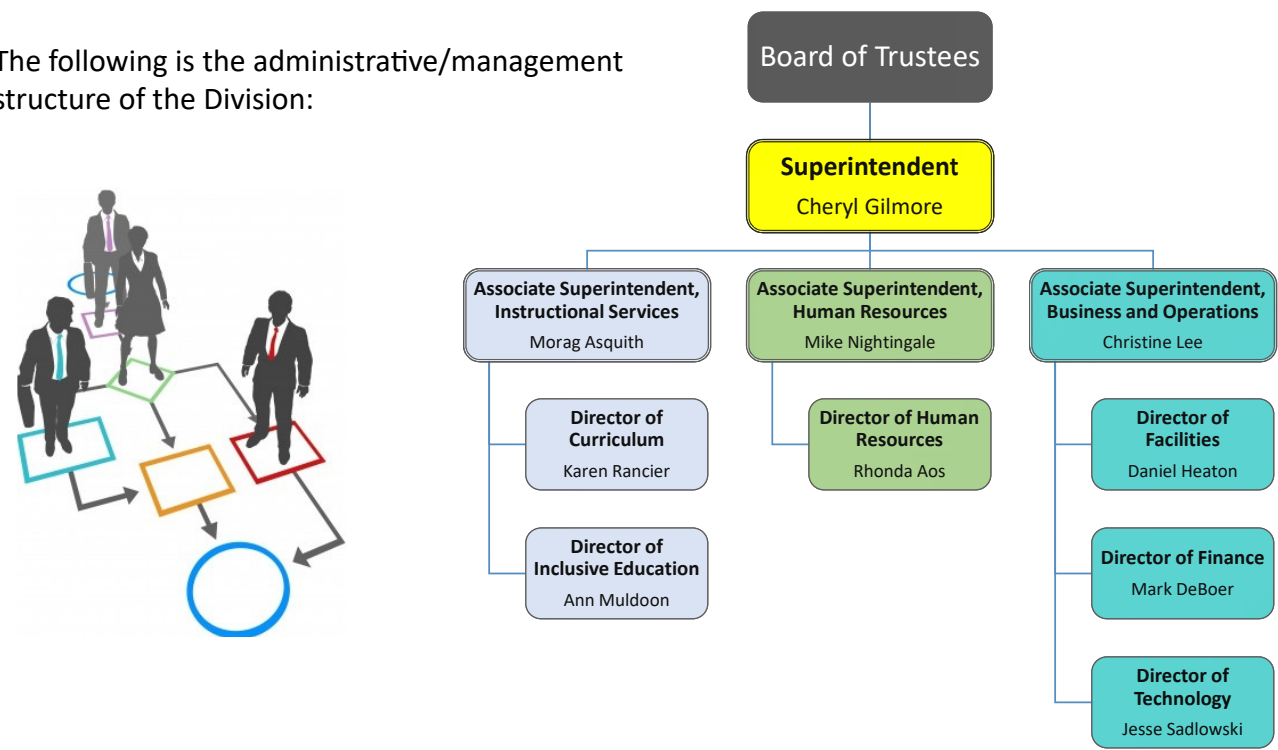 The following is the administrative/management
structure of the Division:
Board of Trustees
Superintendent
Cheryl Gilmore
Associate Superintendent,
Instructional Services
Morag Asquith
Director of
Curriculum
Karen Rancier
Director of
Inclusive Education
Ann Muldoon
Associate Superintendent,
Human Resources
Mike Nightingale
Director of Human
Resources
Rhonda Aos
Associate Superintendent,
Business and Operations
Christine Lee
Director of
Facilities
Daniel Heaton
Director of Finance
Mark DeBoer
Director of
Technology
Jesse Sadlowski